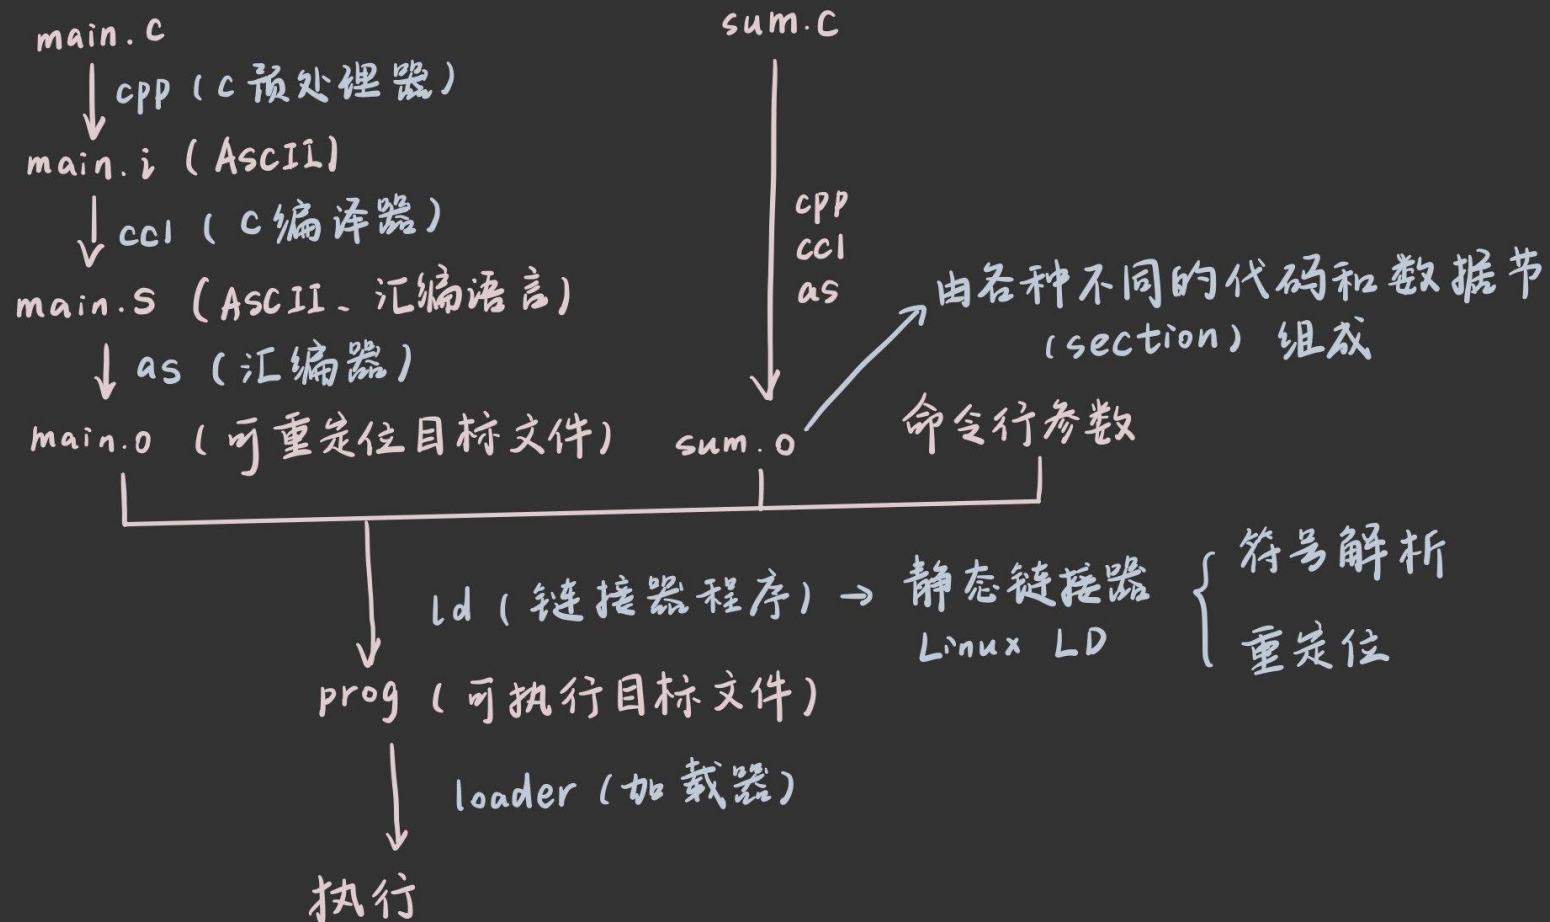 main.c
cpp (C预处理器)
main.i (ASCII)
cc1 (C编译器)
main.s (ASCII、汇编语言)
as (汇编器)
main.o (可重定位目标文件)
sum.c
cpp
cc1
as
sum.o
由各种不同的代码和数据节
(section) 组成
命令行参数
ld (链接器程序) → 静态链接器
Linux LD
符号解析
重定位
prog (可执行目标文件)
loader (加载器)
执行